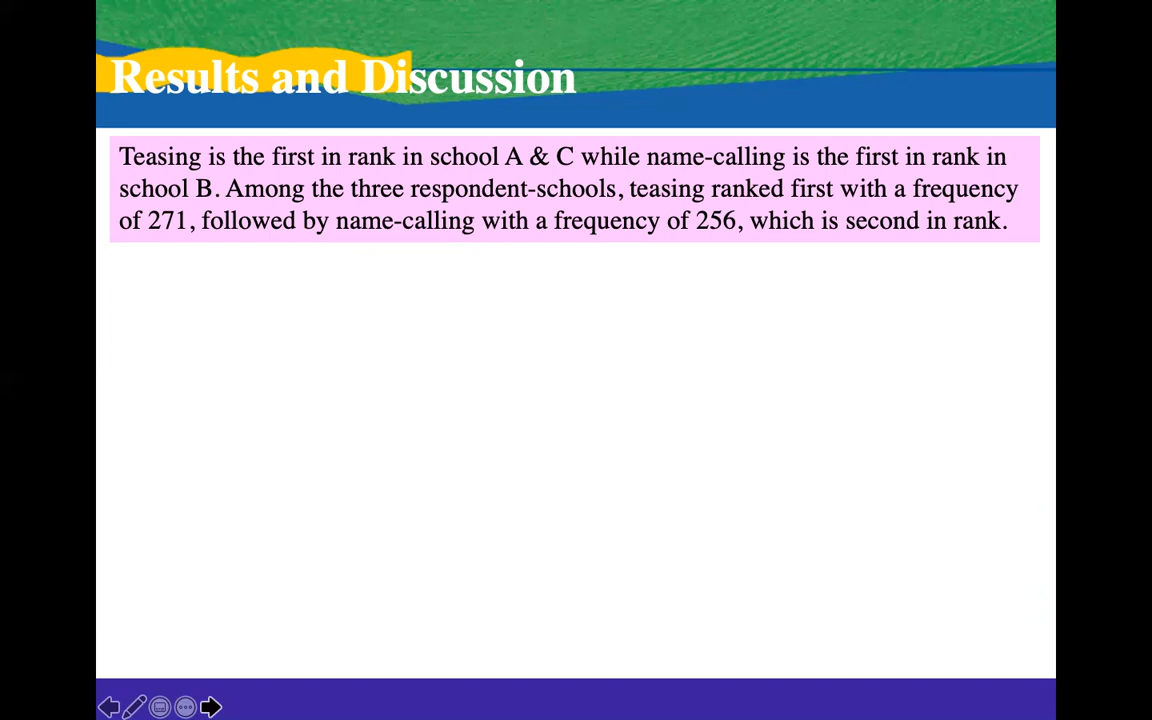 Results and Discussion
Teasing is the first in rank in school A & C while name-calling is the first in rank in
school B. Among the three respondent-schools, teasing ranked first with a frequency
of 271, followed by name-calling with a frequency of 256, which is second in rank.